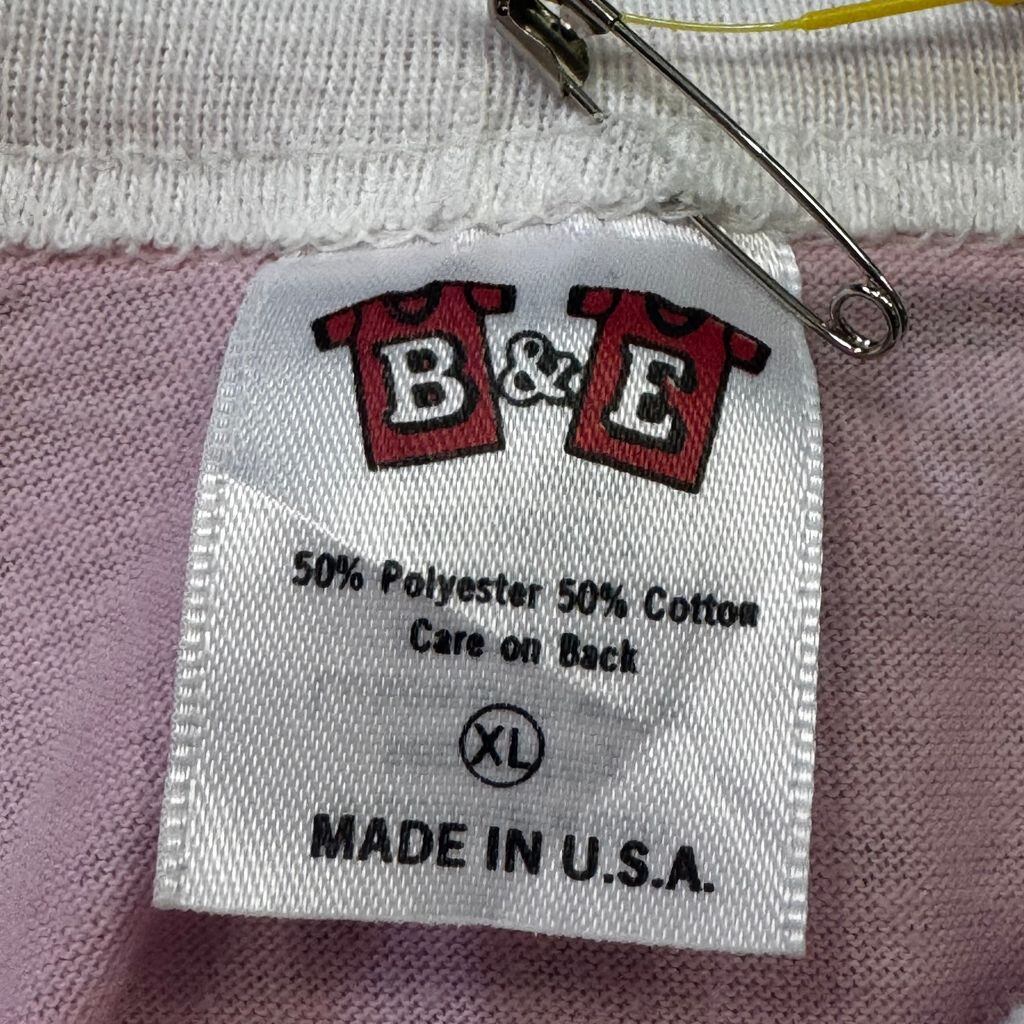 B & E
50% Polyester 50% Cotton
Care on Back
XL
MADE IN U.S.A.